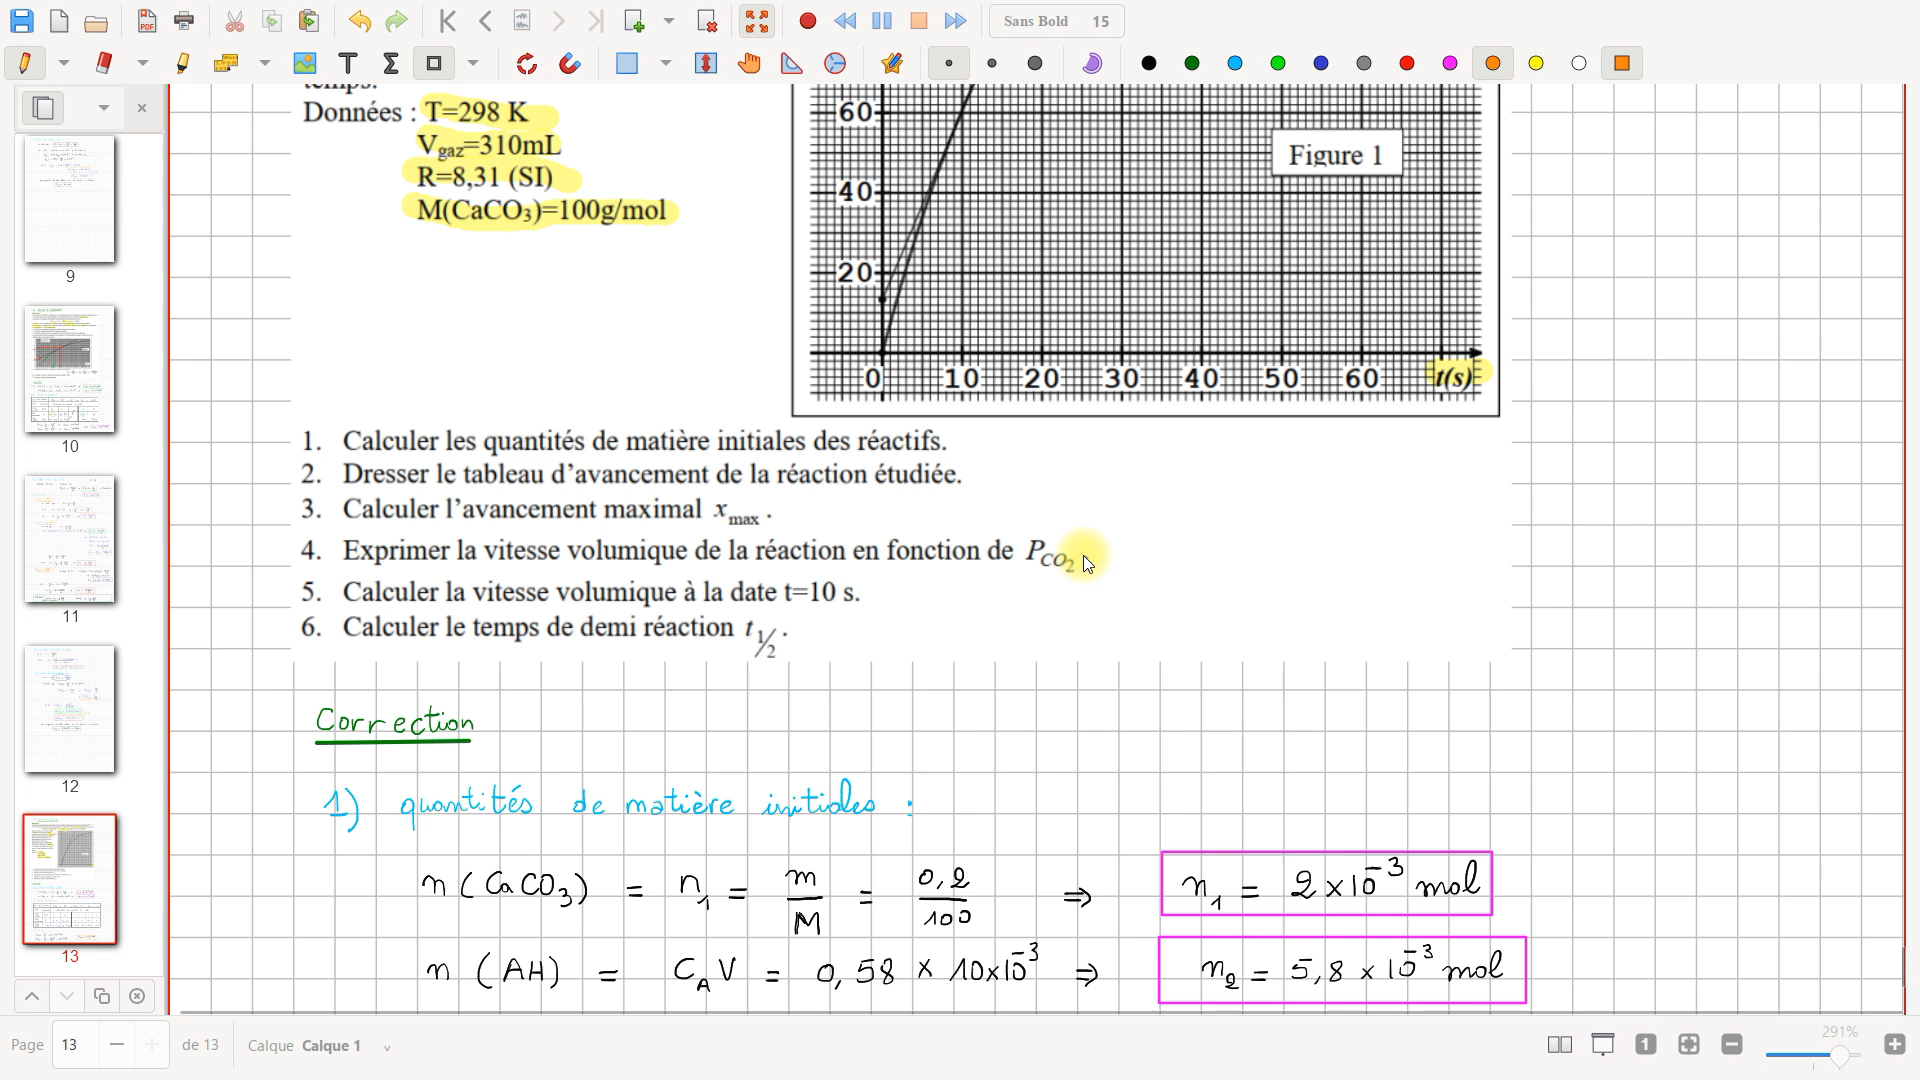 Sans Bold 15
temps.
Données : T=298 K
Vgaz=310mL
R=8,31 (SI)
M(CaCO₃)=100g/mol
60
40
20
Figure 1
0 10 20 30 40 50 60 t(s)
1. Calculer les quantités de matière initiales des réactifs.
2. Dresser le tableau d’avancement de la réaction étudiée.
3. Calculer l’avancement maximal x max .
4. Exprimer la vitesse volumique de la réaction en fonction de P CO₂
5. Calculer la vitesse volumique à la date t=10 s.
6. Calculer le temps de demi réaction t 1/2 .
Correction
1) quantités de matière initiales :
n (CaCO₃) = n₁ = m/M = 0,2/100 ⇒ n₁ = 2 × 10⁻³ mol
n (AH) = C_A V = 0,58 × 10×10⁻³ ⇒ n₂ = 5,8 × 10⁻³ mol
9
10
11
12
13
Page 13 de 13 Calque Calque 1
291%